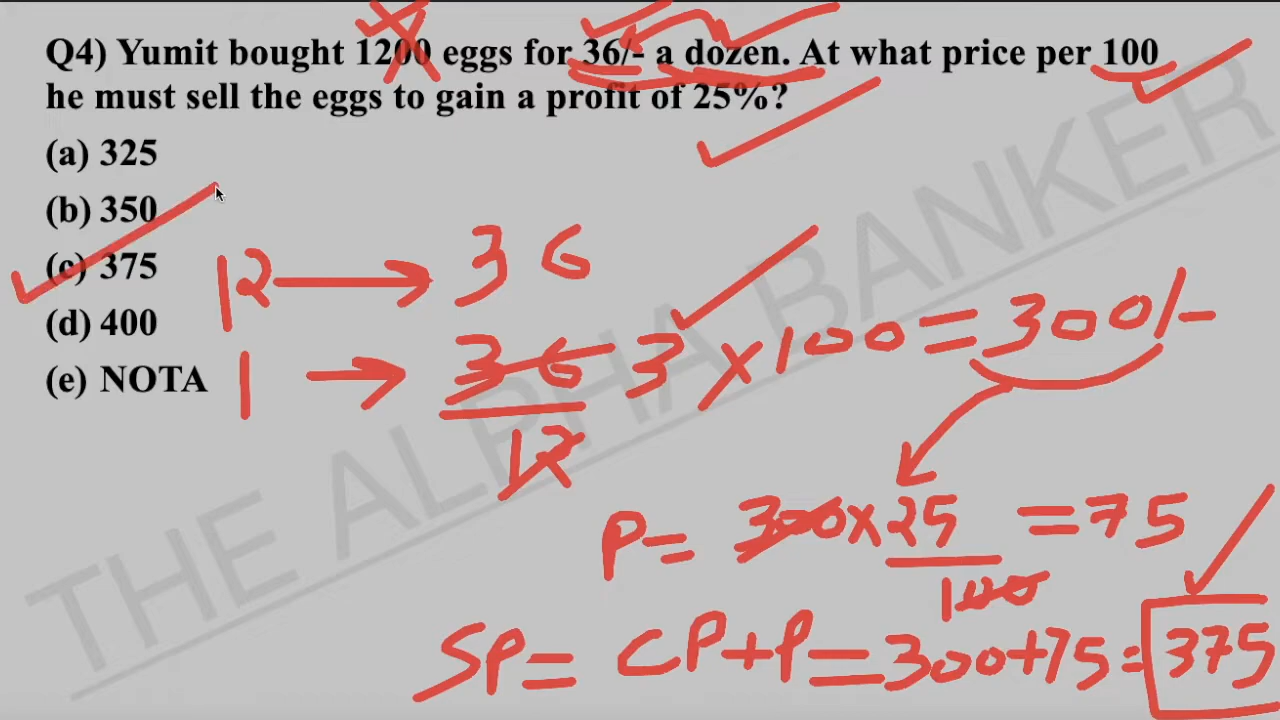 Q4) Yumit bought 1200 eggs for 36/- a dozen. At what price per 100
he must sell the eggs to gain a profit of 25%?
(a) 325
(b) 350
(c) 375
(d) 400
(e) NOTA
12 → 36
1 → 36/12 3 × 100 = 300/-
P = 300 × 25/100 = 75
SP = CP + P = 300 + 75 = 375
THE ALPHA BANKER